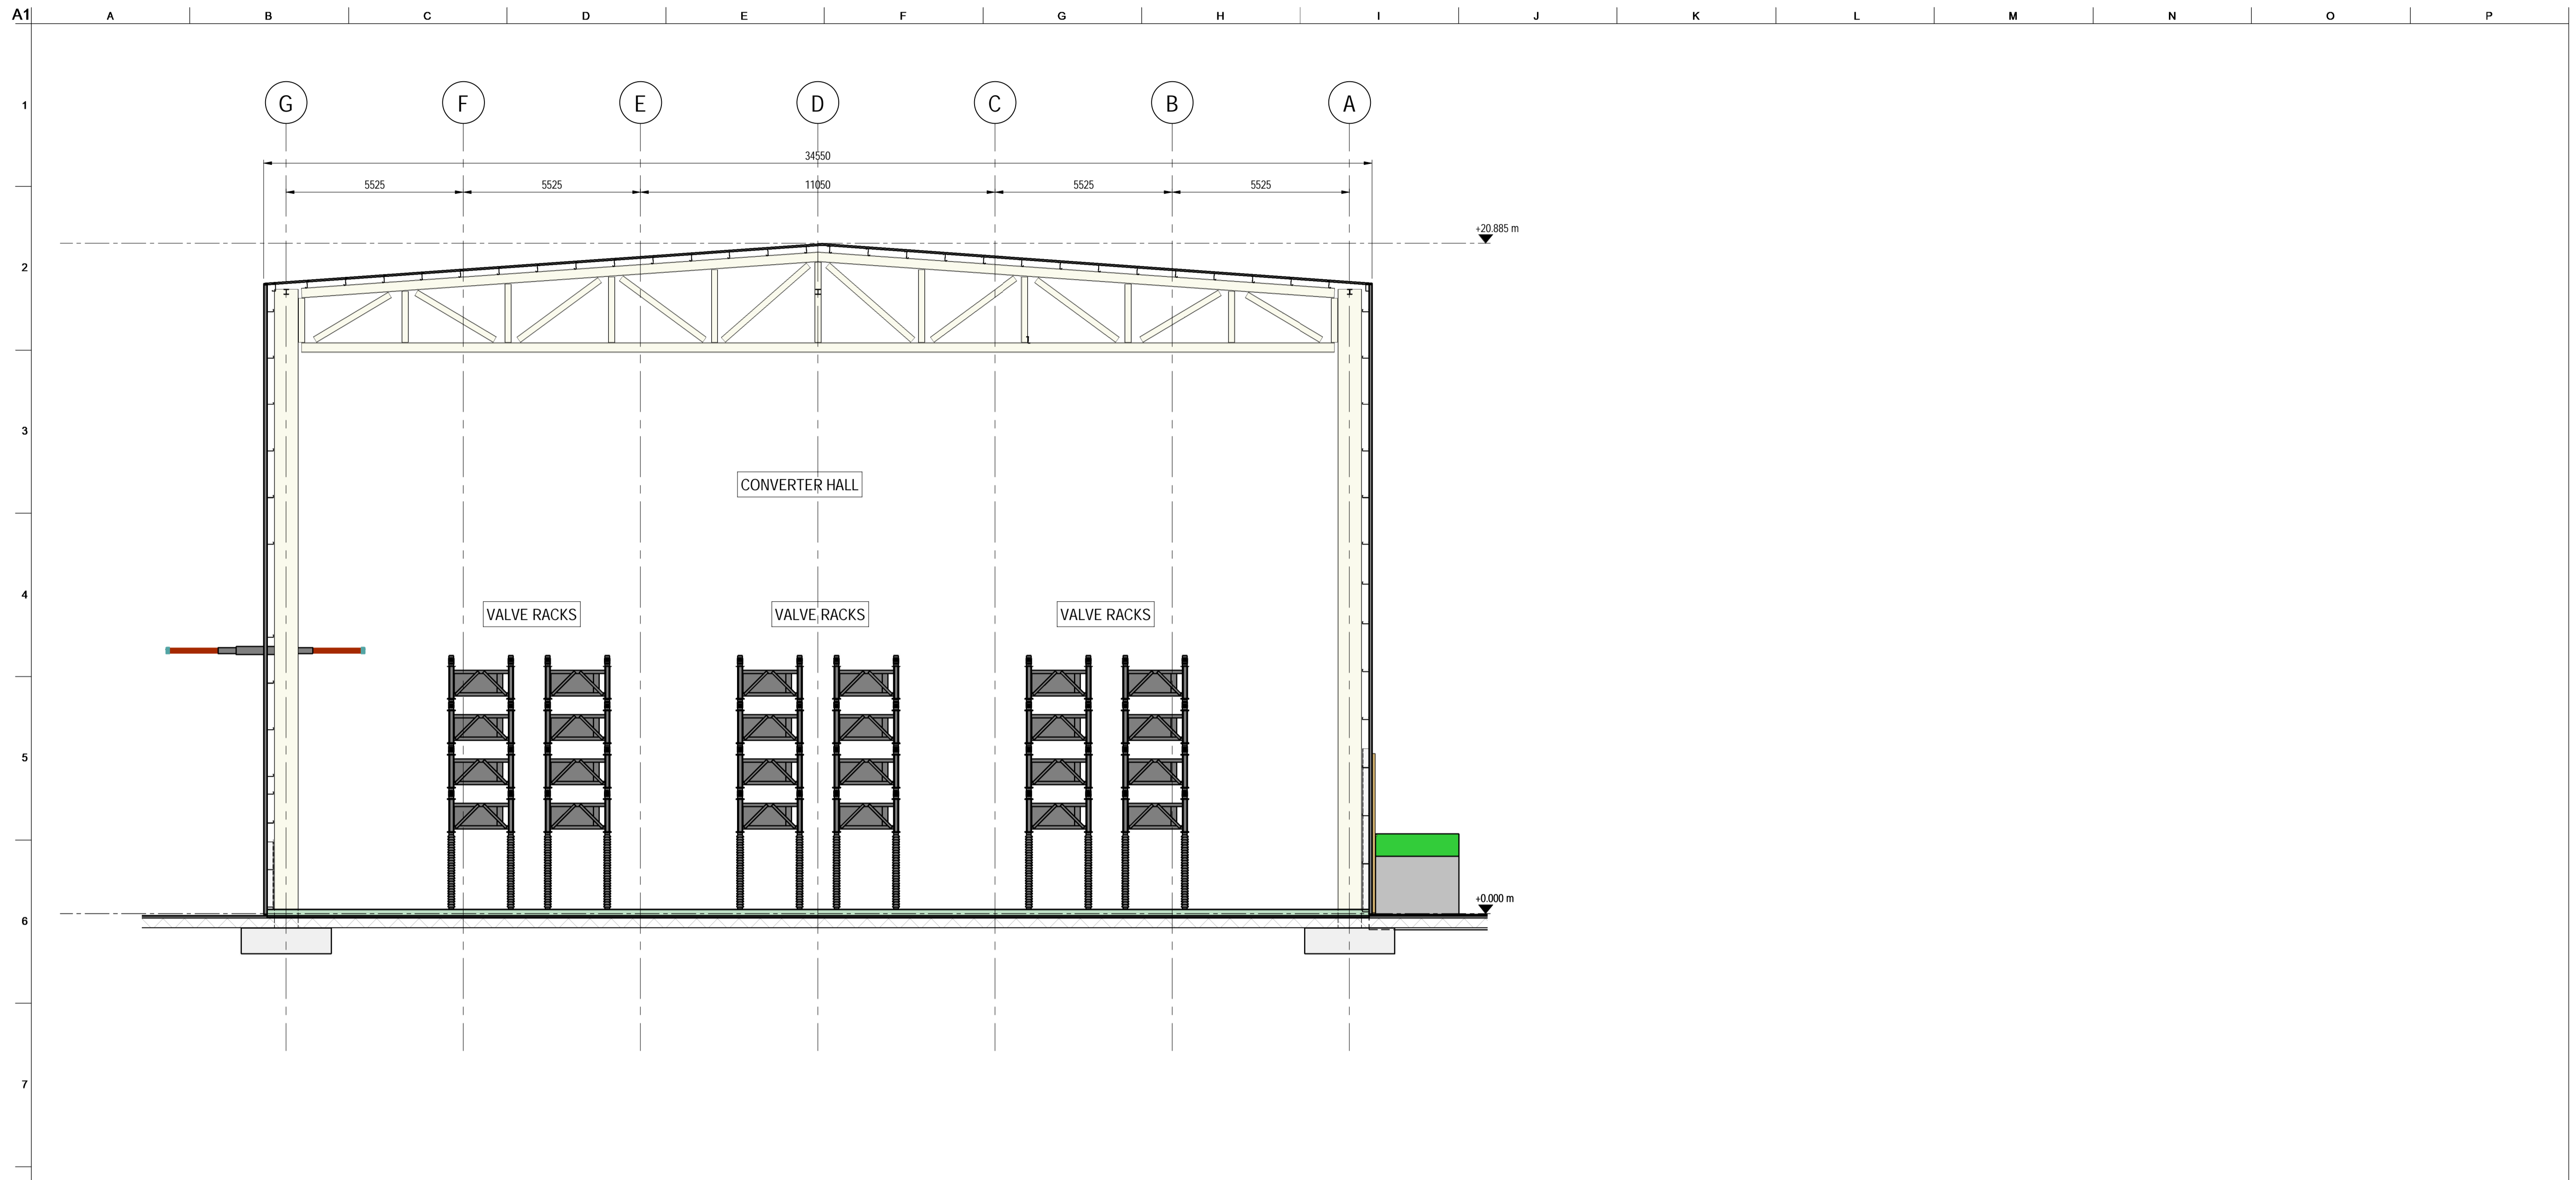 A1 A B C D E F G H I J K L M N O P
1
G F E D C B A
34550
5525 5525 11050 5525 5525
+20.885 m
2
3
CONVERTER HALL
4
VALVE RACKS VALVE RACKS VALVE RACKS
5
+0.000 m
6
7